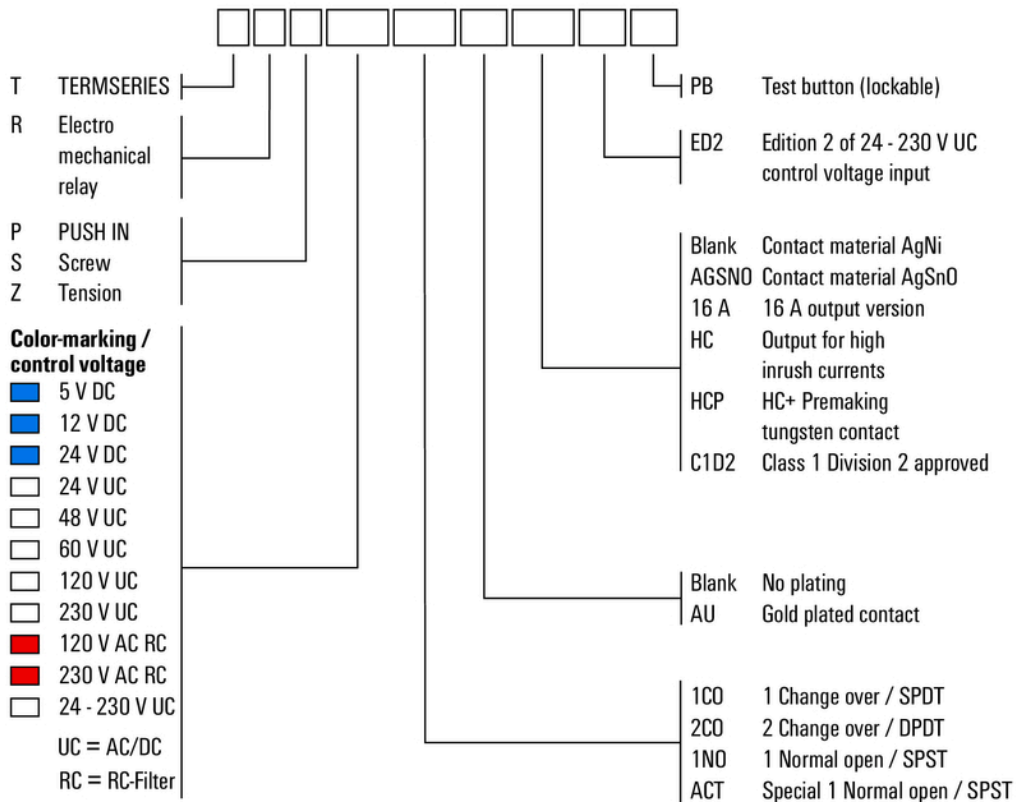 T TERMSERIES
R Electro
mechanical
relay
P PUSH IN
S Screw
Z Tension
Color-marking /
control voltage
5 V DC
12 V DC
24 V DC
24 V UC
48 V UC
60 V UC
120 V UC
230 V UC
120 V AC RC
230 V AC RC
24 - 230 V UC
UC = AC/DC
RC = RC-Filter
PB Test button (lockable)
ED2 Edition 2 of 24 - 230 V UC
control voltage input
Blank Contact material AgNi
AGSNO Contact material AgSnO
16 A 16 A output version
HC Output for high
inrush currents
HCP HC+ Premaking
tungsten contact
C1D2 Class 1 Division 2 approved
Blank No plating
AU Gold plated contact
1CO 1 Change over / SPDT
2CO 2 Change over / DPDT
1NO 1 Normal open / SPST
ACT Special 1 Normal open / SPST